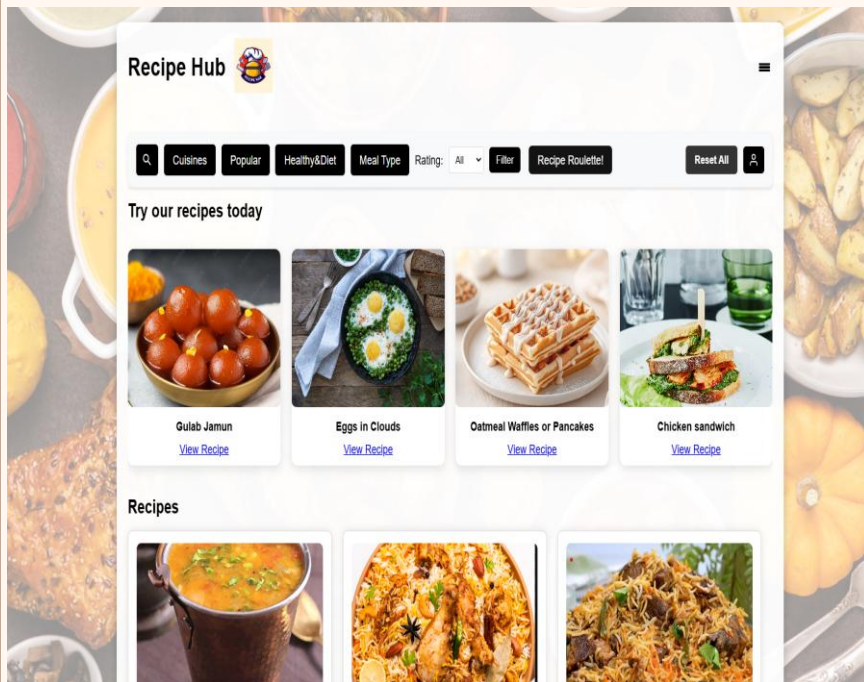 Recipe Hub
Cuisines Popular Healthy&Diet Meal Type Rating: All Filter Recipe Roulette! Reset All
Try our recipes today
Gulab Jamun Eggs in Clouds Oatmeal Waffles or Pancakes Chicken sandwich
View Recipe View Recipe View Recipe View Recipe
Recipes